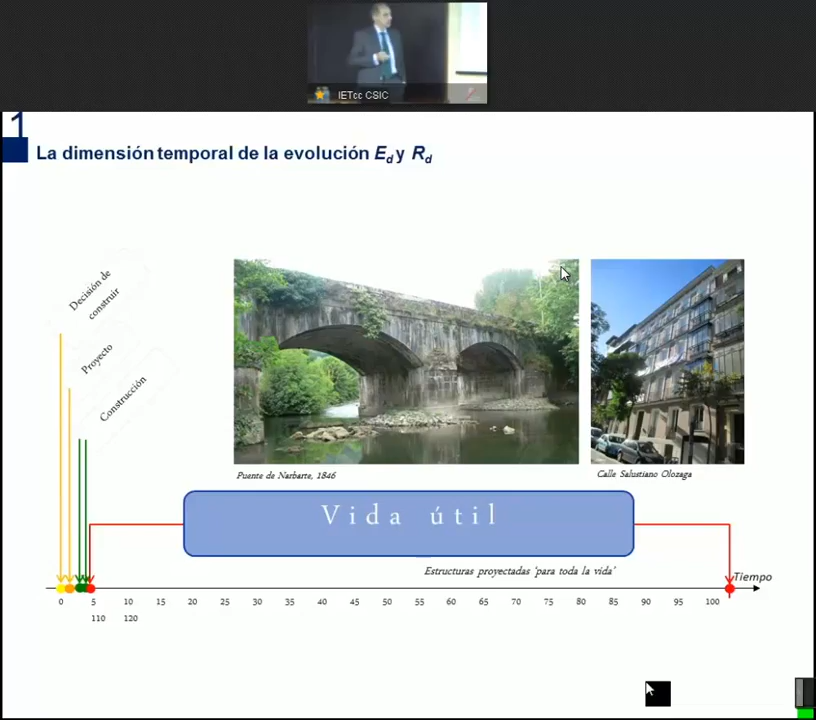 IETcc CSIC
1
La dimensión temporal de la evolución Ed y Rd
Decisión de
construir
Proyecto
Construcción
Puente de Narbarte, 1846
Calle Salustiano Olozaga
Vida útil
Estructuras proyectadas 'para toda la vida'
Tiempo
0 5 10 15 20 25 30 35 40 45 50 55 60 65 70 75 80 85 90 95 100
110 120